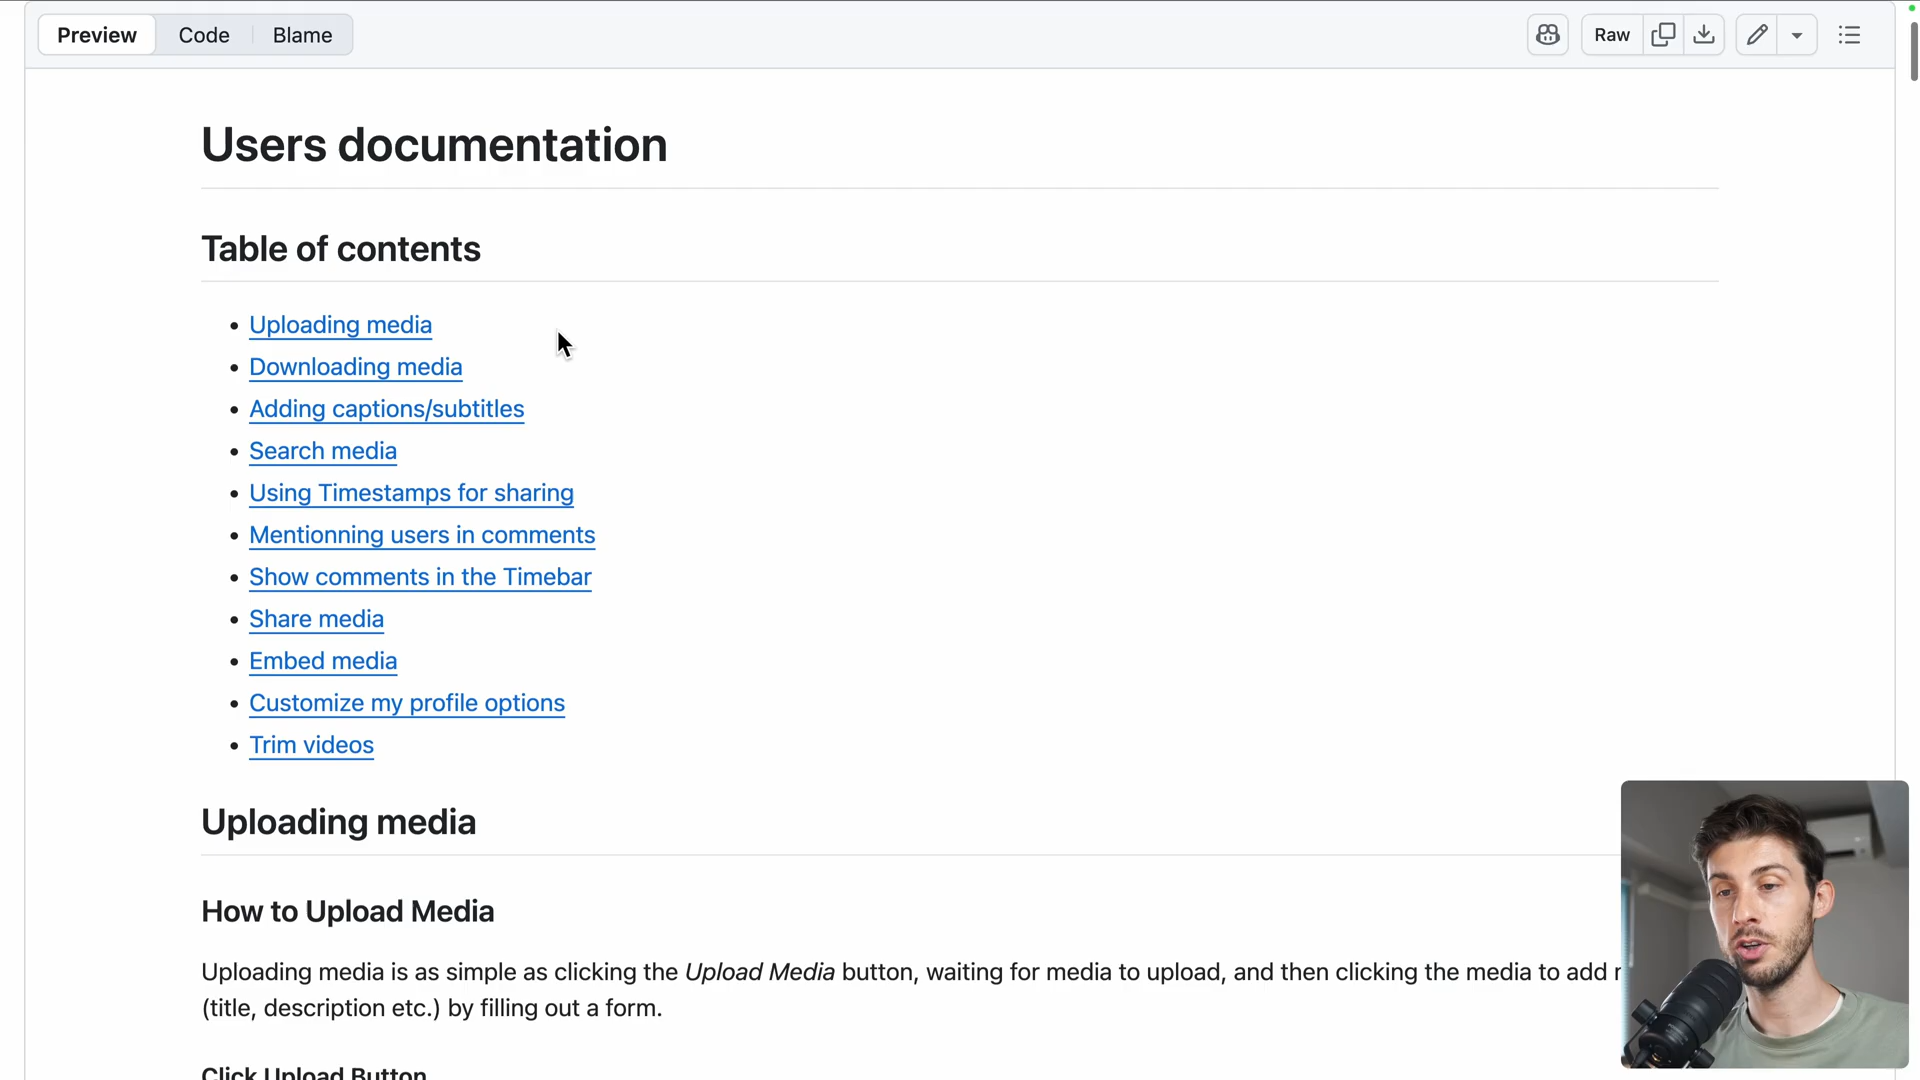 Preview Code Blame Raw
Users documentation
Table of contents
Uploading media
Downloading media
Adding captions/subtitles
Search media
Using Timestamps for sharing
Mentionning users in comments
Show comments in the Timebar
Share media
Embed media
Customize my profile options
Trim videos
Uploading media
How to Upload Media
Uploading media is as simple as clicking the Upload Media button, waiting for media to upload, and then clicking the media to add
(title, description etc.) by filling out a form.
Click Upload Button